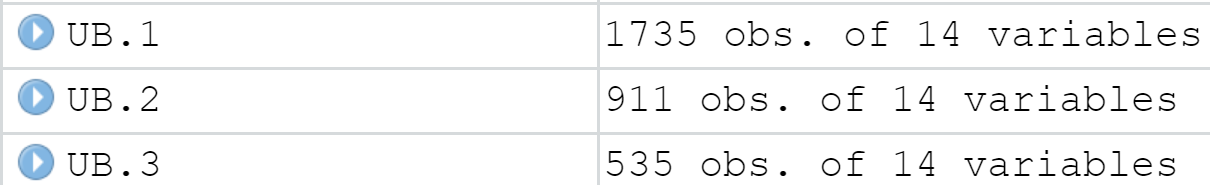 UB.1 1735 obs. of 14 variables
UB.2 911 obs. of 14 variables
UB.3 535 obs. of 14 variables